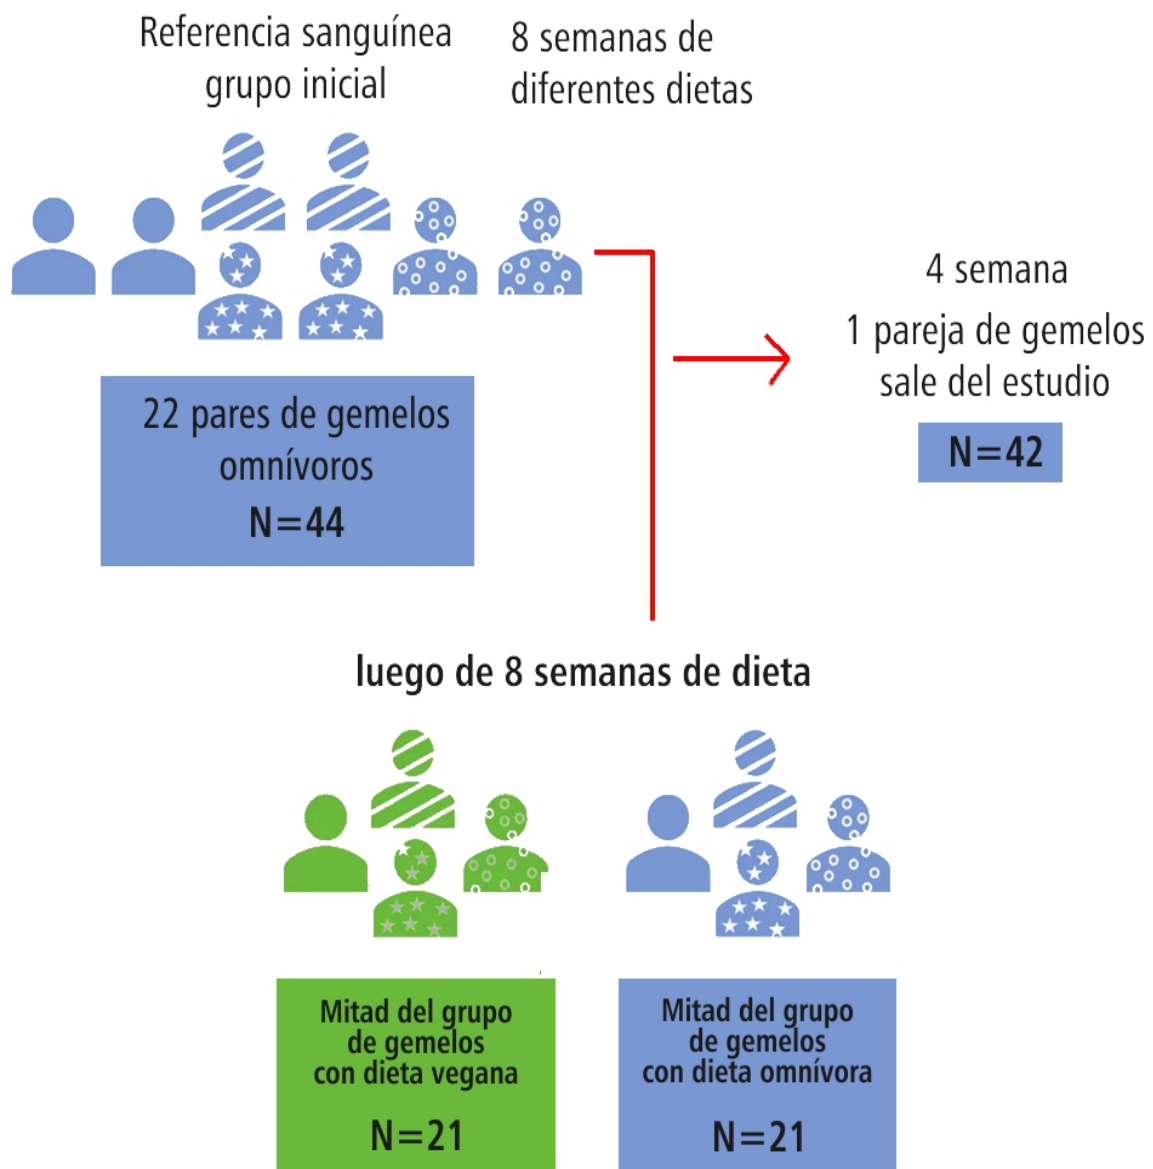 Referencia sanguínea
grupo inicial
8 semanas de
diferentes dietas
22 pares de gemelos
omnívoros
N=44
4 semana
1 pareja de gemelos
sale del estudio
N=42
luego de 8 semanas de dieta
Mitad del grupo
de gemelos
con dieta vegana
N=21
Mitad del grupo
de gemelos
con dieta omnívora
N=21